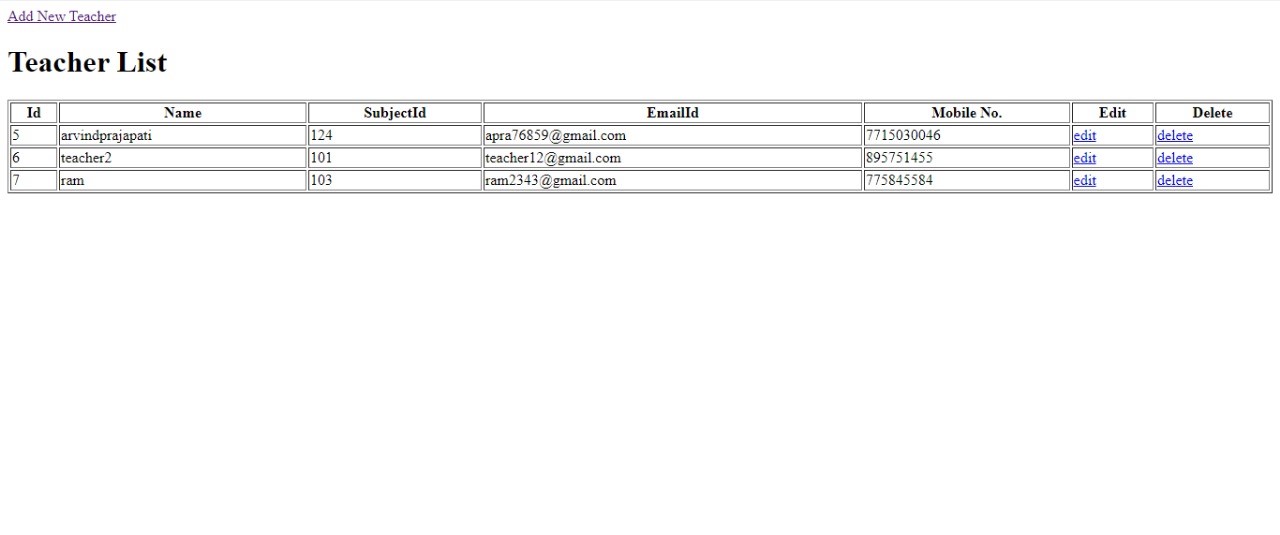 Add New Teacher
Teacher List
Id Name SubjectId EmailId Mobile No. Edit Delete
5 arvindprajapati 124 apra76859@gmail.com 7715030046 edit delete
6 teacher2 101 teacher12@gmail.com 895751455 edit delete
7 ram 103 ram2343@gmail.com 775845584 edit delete